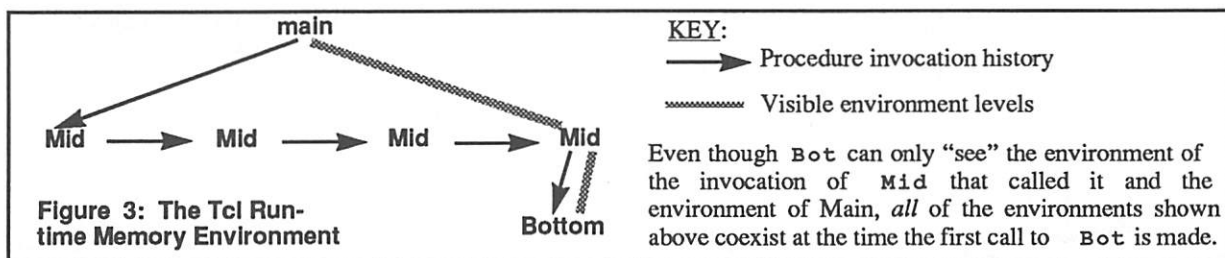 main
Mid Mid Mid Mid
Bottom
Figure 3: The Tcl Run-
time Memory Environment
KEY:
Procedure invocation history
Visible environment levels
Even though Bot can only “see” the environment of
the invocation of Mid that called it and the
environment of Main, all of the environments shown
above coexist at the time the first call to Bot is made.